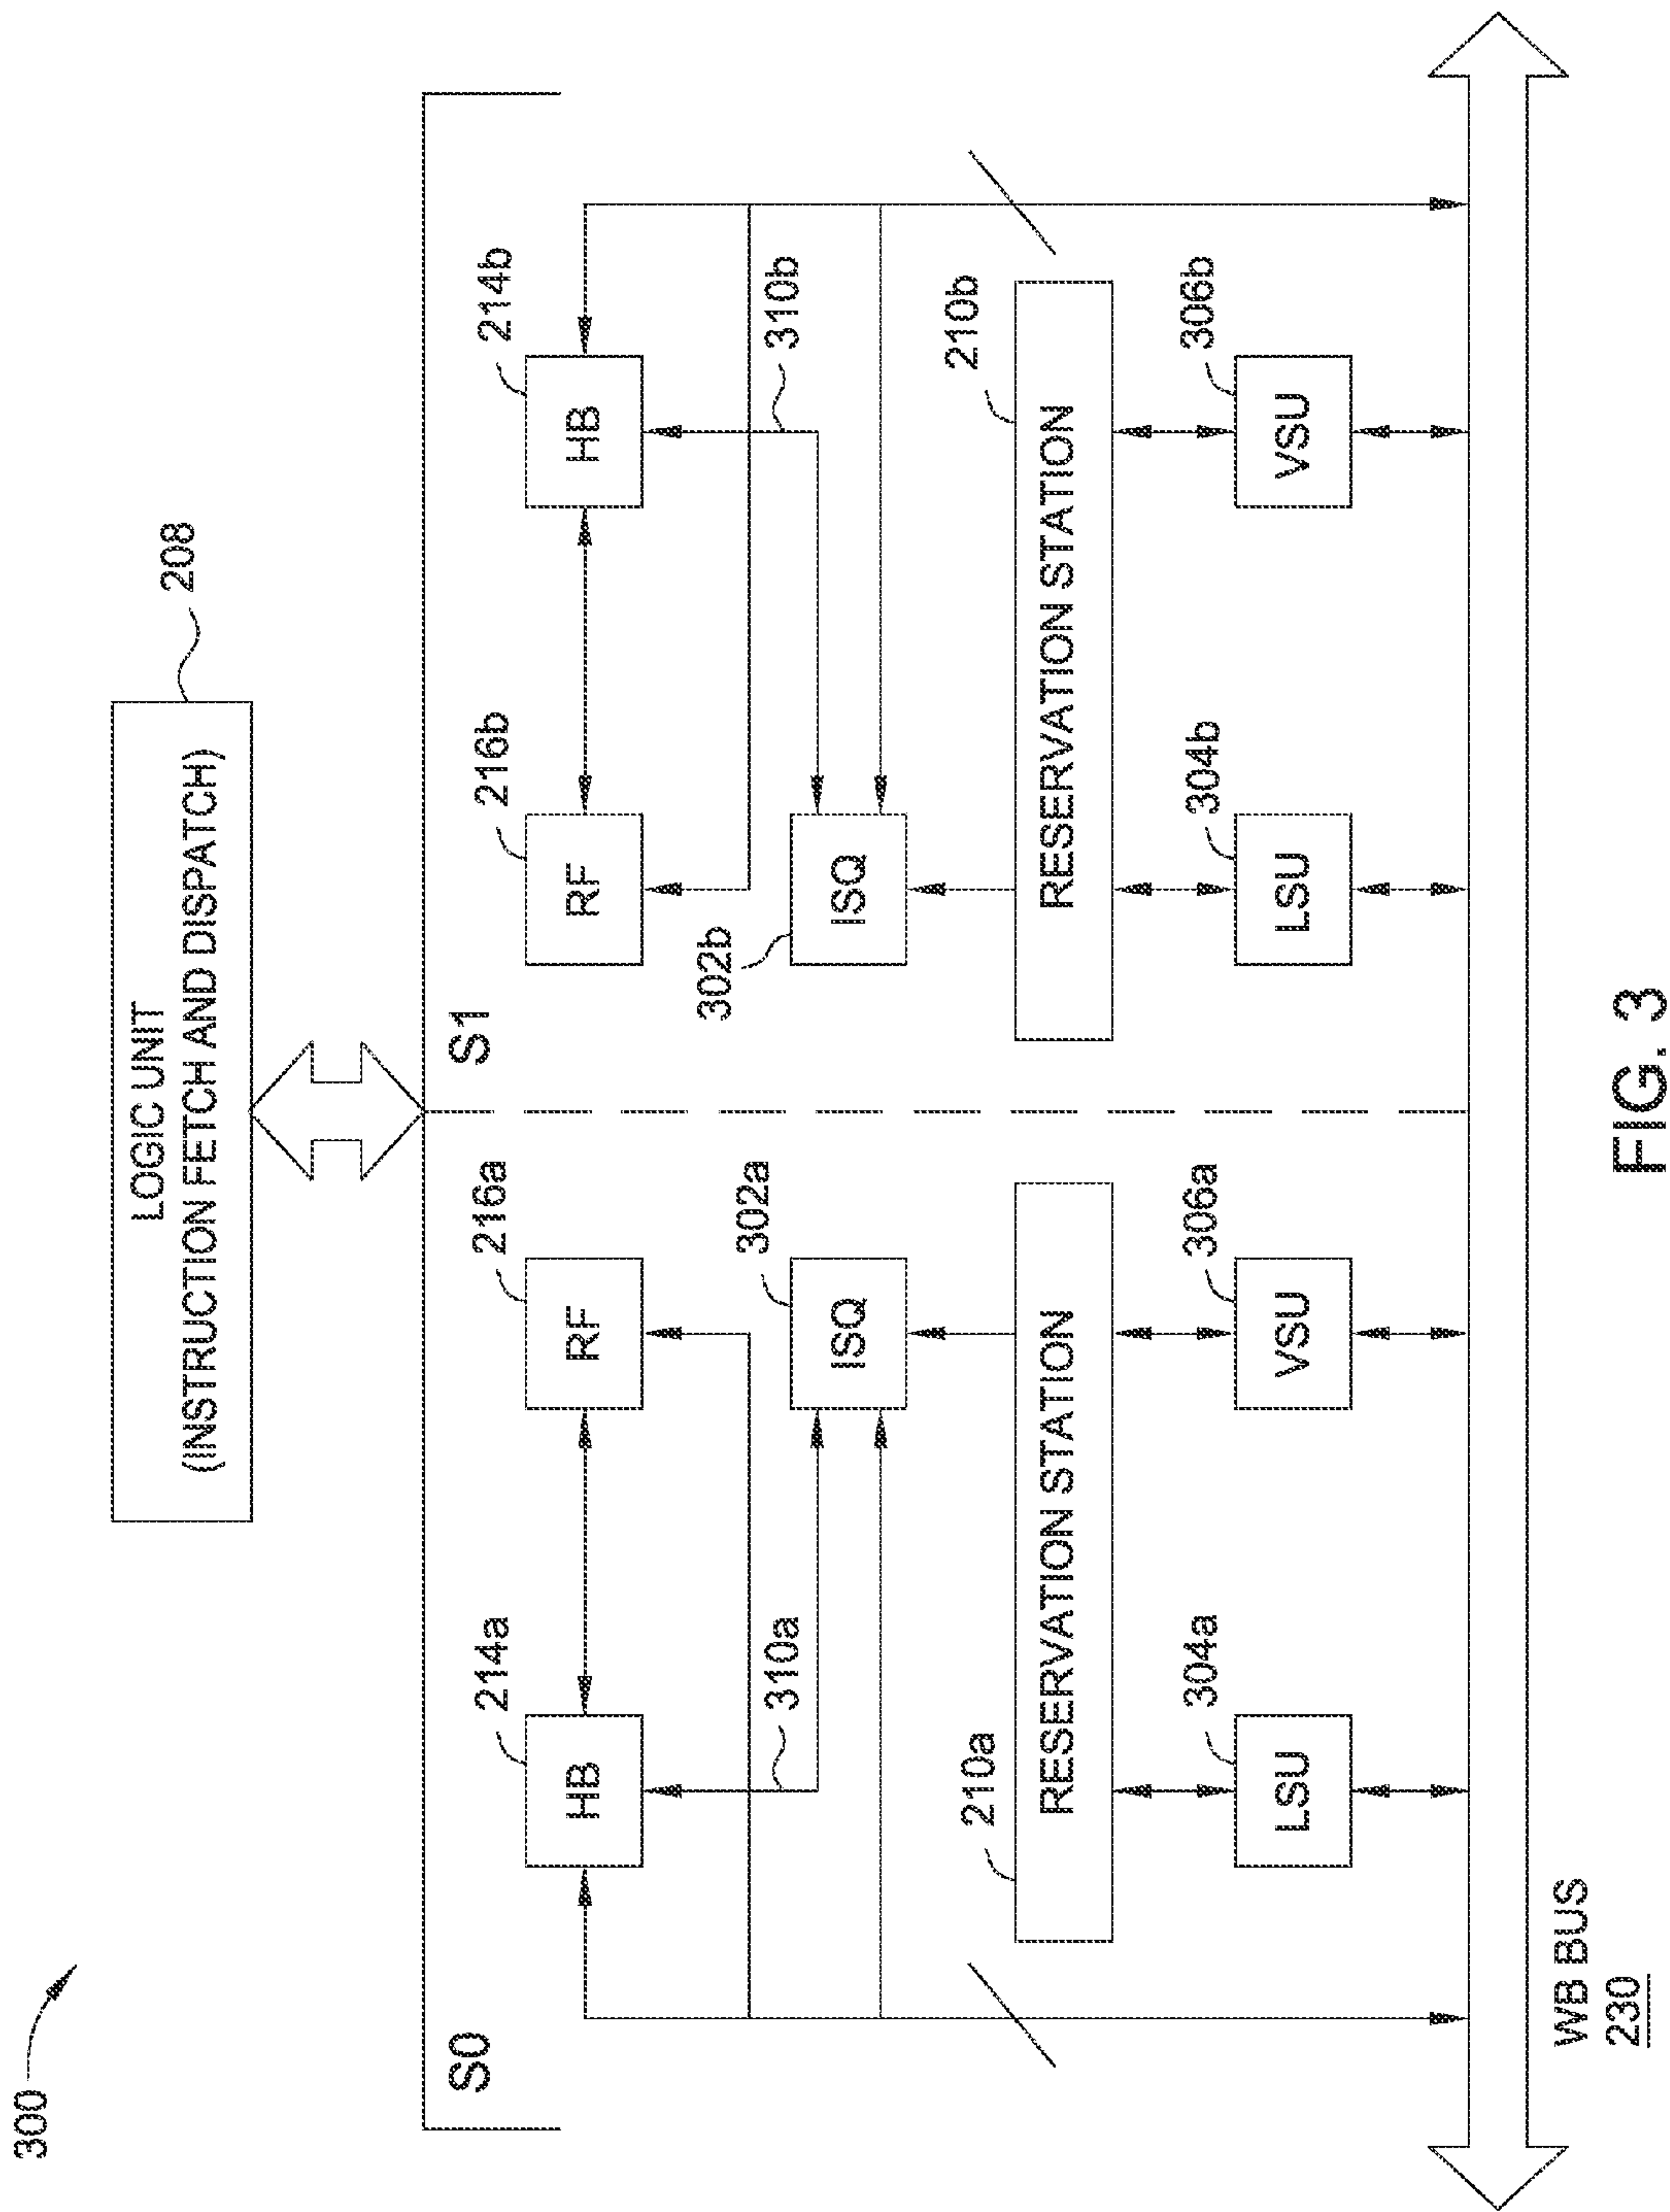 300
LOGIC UNIT
(INSTRUCTION FETCH AND DISPATCH)
208
S0
S1
214a
216a
216b
214b
HB
RF
RF
HB
310a
302a
302b
310b
ISQ
ISQ
210a
210b
RESERVATION STATION
RESERVATION STATION
304a
306a
304b
306b
LSU
VSU
LSU
VSU
WB BUS
230
FIG. 3